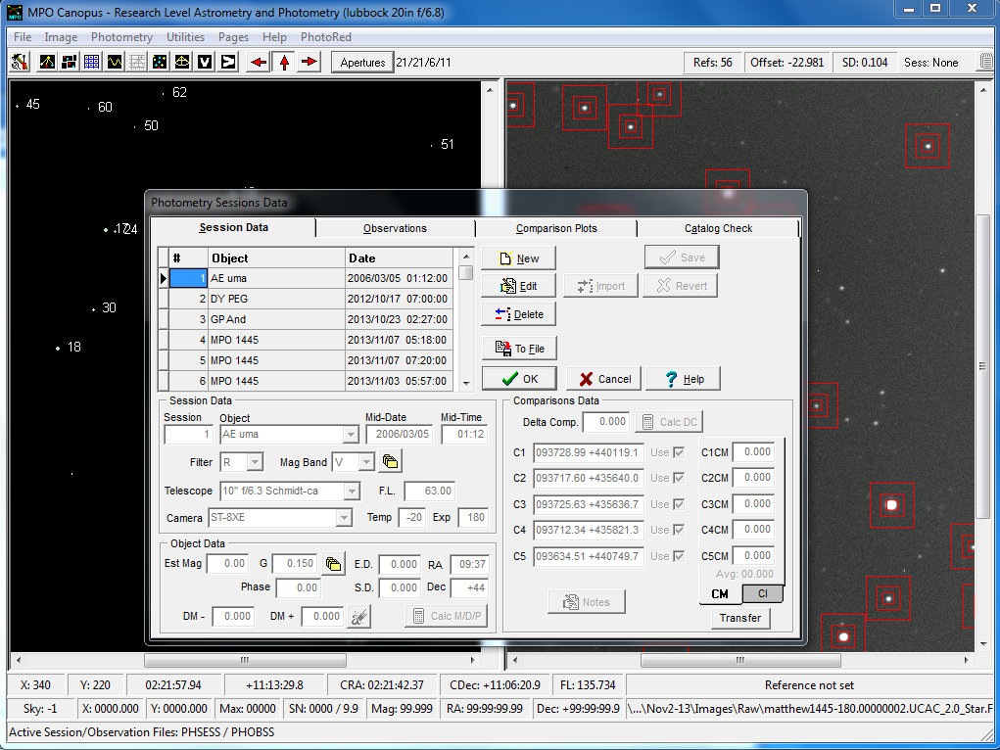 MPO Canopus - Research Level Astrometry and Photometry (lubbock 20in f/6.8)
File Image Photometry Utilities Pages Help PhotoRed
Apertures 21/21/6/11 Refs: 56 Offset: -22.981 SD: 0.104 Sess: None
62
45
60
50
51
24
30
18
Photometry Sessions Data
Session Data Observations Comparison Plots Catalog Check
# Object Date
1 AE uma 2006/03/05 01:12:00
2 DY PEG 2012/10/17 07:00:00
3 GP And 2013/10/23 02:27:00
4 MPO 1445 2013/11/07 05:18:00
5 MPO 1445 2013/11/07 07:20:00
6 MPO 1445 2013/11/03 05:57:00
New Save
Edit Import Revert
Delete
To File
OK Cancel Help
Session Data
Session Object Mid-Date Mid-Time
1 AE uma 2006/03/05 01:12
Filter R Mag Band V
Telescope 10" f/6.3 Schmidt-ca F.L. 63.00
Camera ST-8XE Temp -20 Exp 180
Object Data
Est Mag 0.00 G 0.150 E.D. 0.000 RA 09:37
Phase 0.00 S.D. 0.000 Dec +44
DM - 0.000 DM + 0.000 Calc M/D/P
Comparisons Data
Delta Comp. 0.000 Calc DC
C1 093728.99 +440119.1 Use C1CM 0.000
C2 093717.60 +435640.0 Use C2CM 0.000
C3 093725.63 +435636.7 Use C3CM 0.000
C4 093712.34 +435821.3 Use C4CM 0.000
C5 093634.51 +440749.7 Use C5CM 0.000
Avg: 00.000
Notes CM CI
Transfer
X: 340 Y: 220 02:21:57.94 +11:13:29.8 CRA: 02:21:42.37 CDec: +11:06:20.9 FL: 135.734 Reference not set
Sky: -1 X: 0000.000 Y: 0000.000 Max: 00000 SN: 0000 / 9.9 Mag: 99.999 RA: 99:99:99.99 Dec: +99:99:99.9 \...\Nov2-13\Images\Raw\matthew1445-180.00000002.UCAC_2.0_Star.F
Active Session/Observation Files: PHSESS / PHOBSS